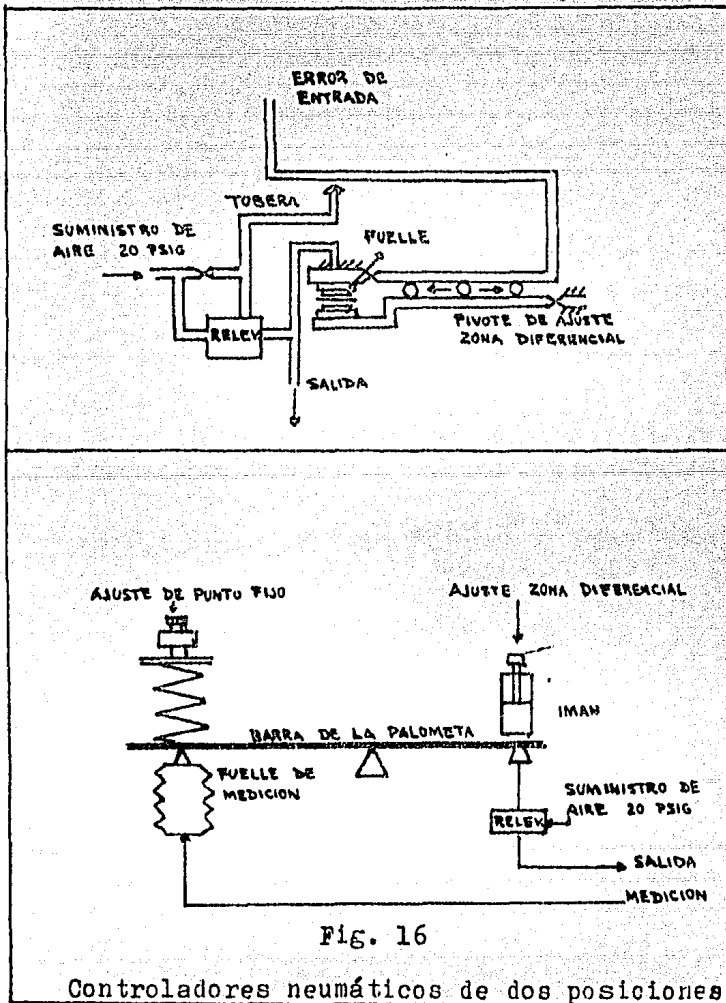 ERROR DE
ENTRADA
TOBERA
SUMINISTRO DE
AIRE 20 PSIG
FUELLE
RELEV.
PIVOTE DE AJUSTE
ZONA DIFERENCIAL
SALIDA
AJUSTE DE PUNTO FIJO
AJUSTE ZONA DIFERENCIAL
IMAN
BARRA DE LA PALOMETA
FUELLE DE
MEDICION
SUMINISTRO DE
AIRE 20 PSIG
RELEV.
SALIDA
MEDICION
Fig. 16
Controladores neumáticos de dos posiciones